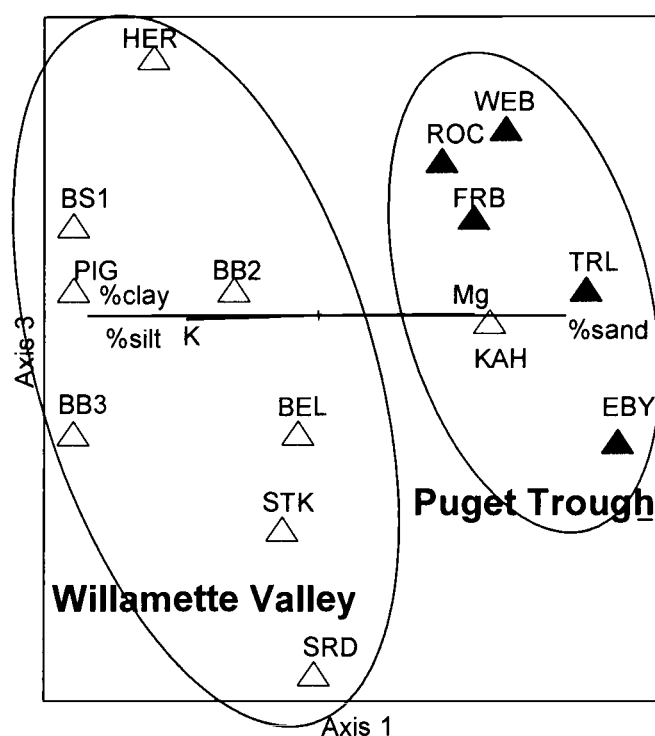 HER
WEB
ROC
BS1
FRB
PIG
BB2
TRL
%clay
Mg
%silt
K
%sand
KAH
Axis 3
BB3
BEL
EBY
STK
Puget Trough
Willamette Valley
SRD
Axis 1